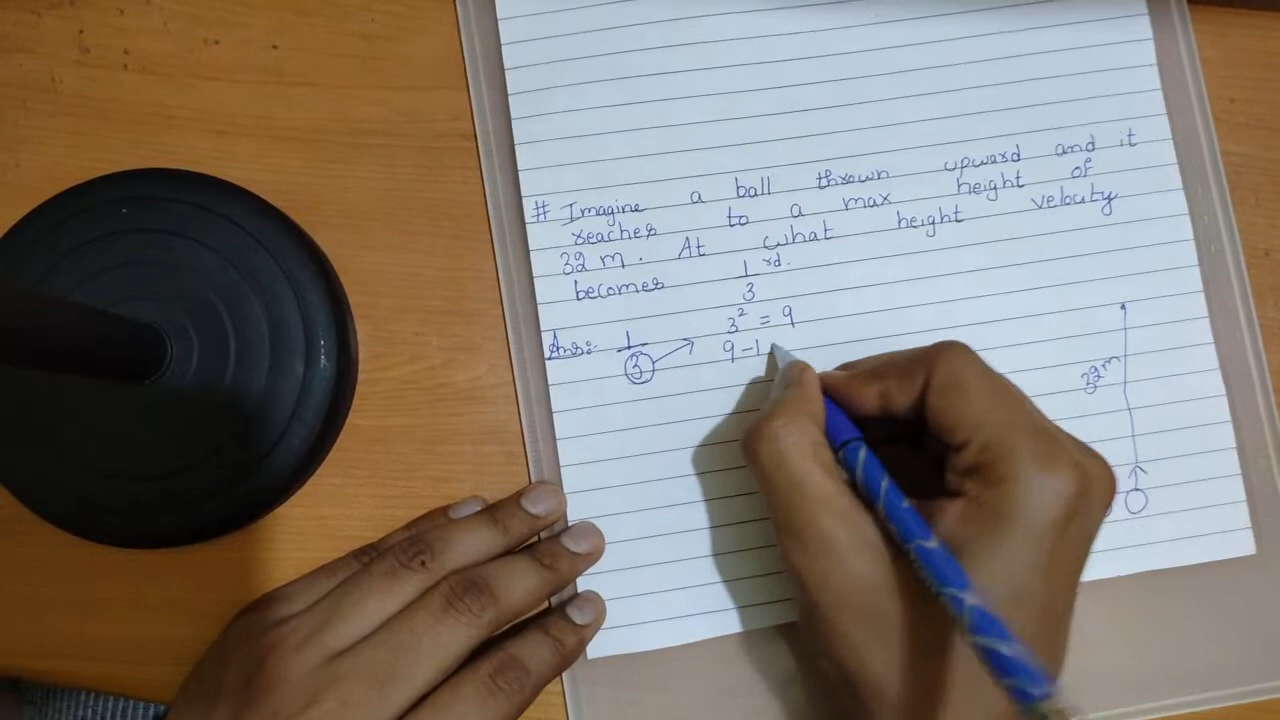 # Imagine a ball thrown upward and it
reaches to a max height of
32 m. At what height velocity
becomes 1/3 rd.
Ans:- 1/3 → 3² = 9
9-1
32m